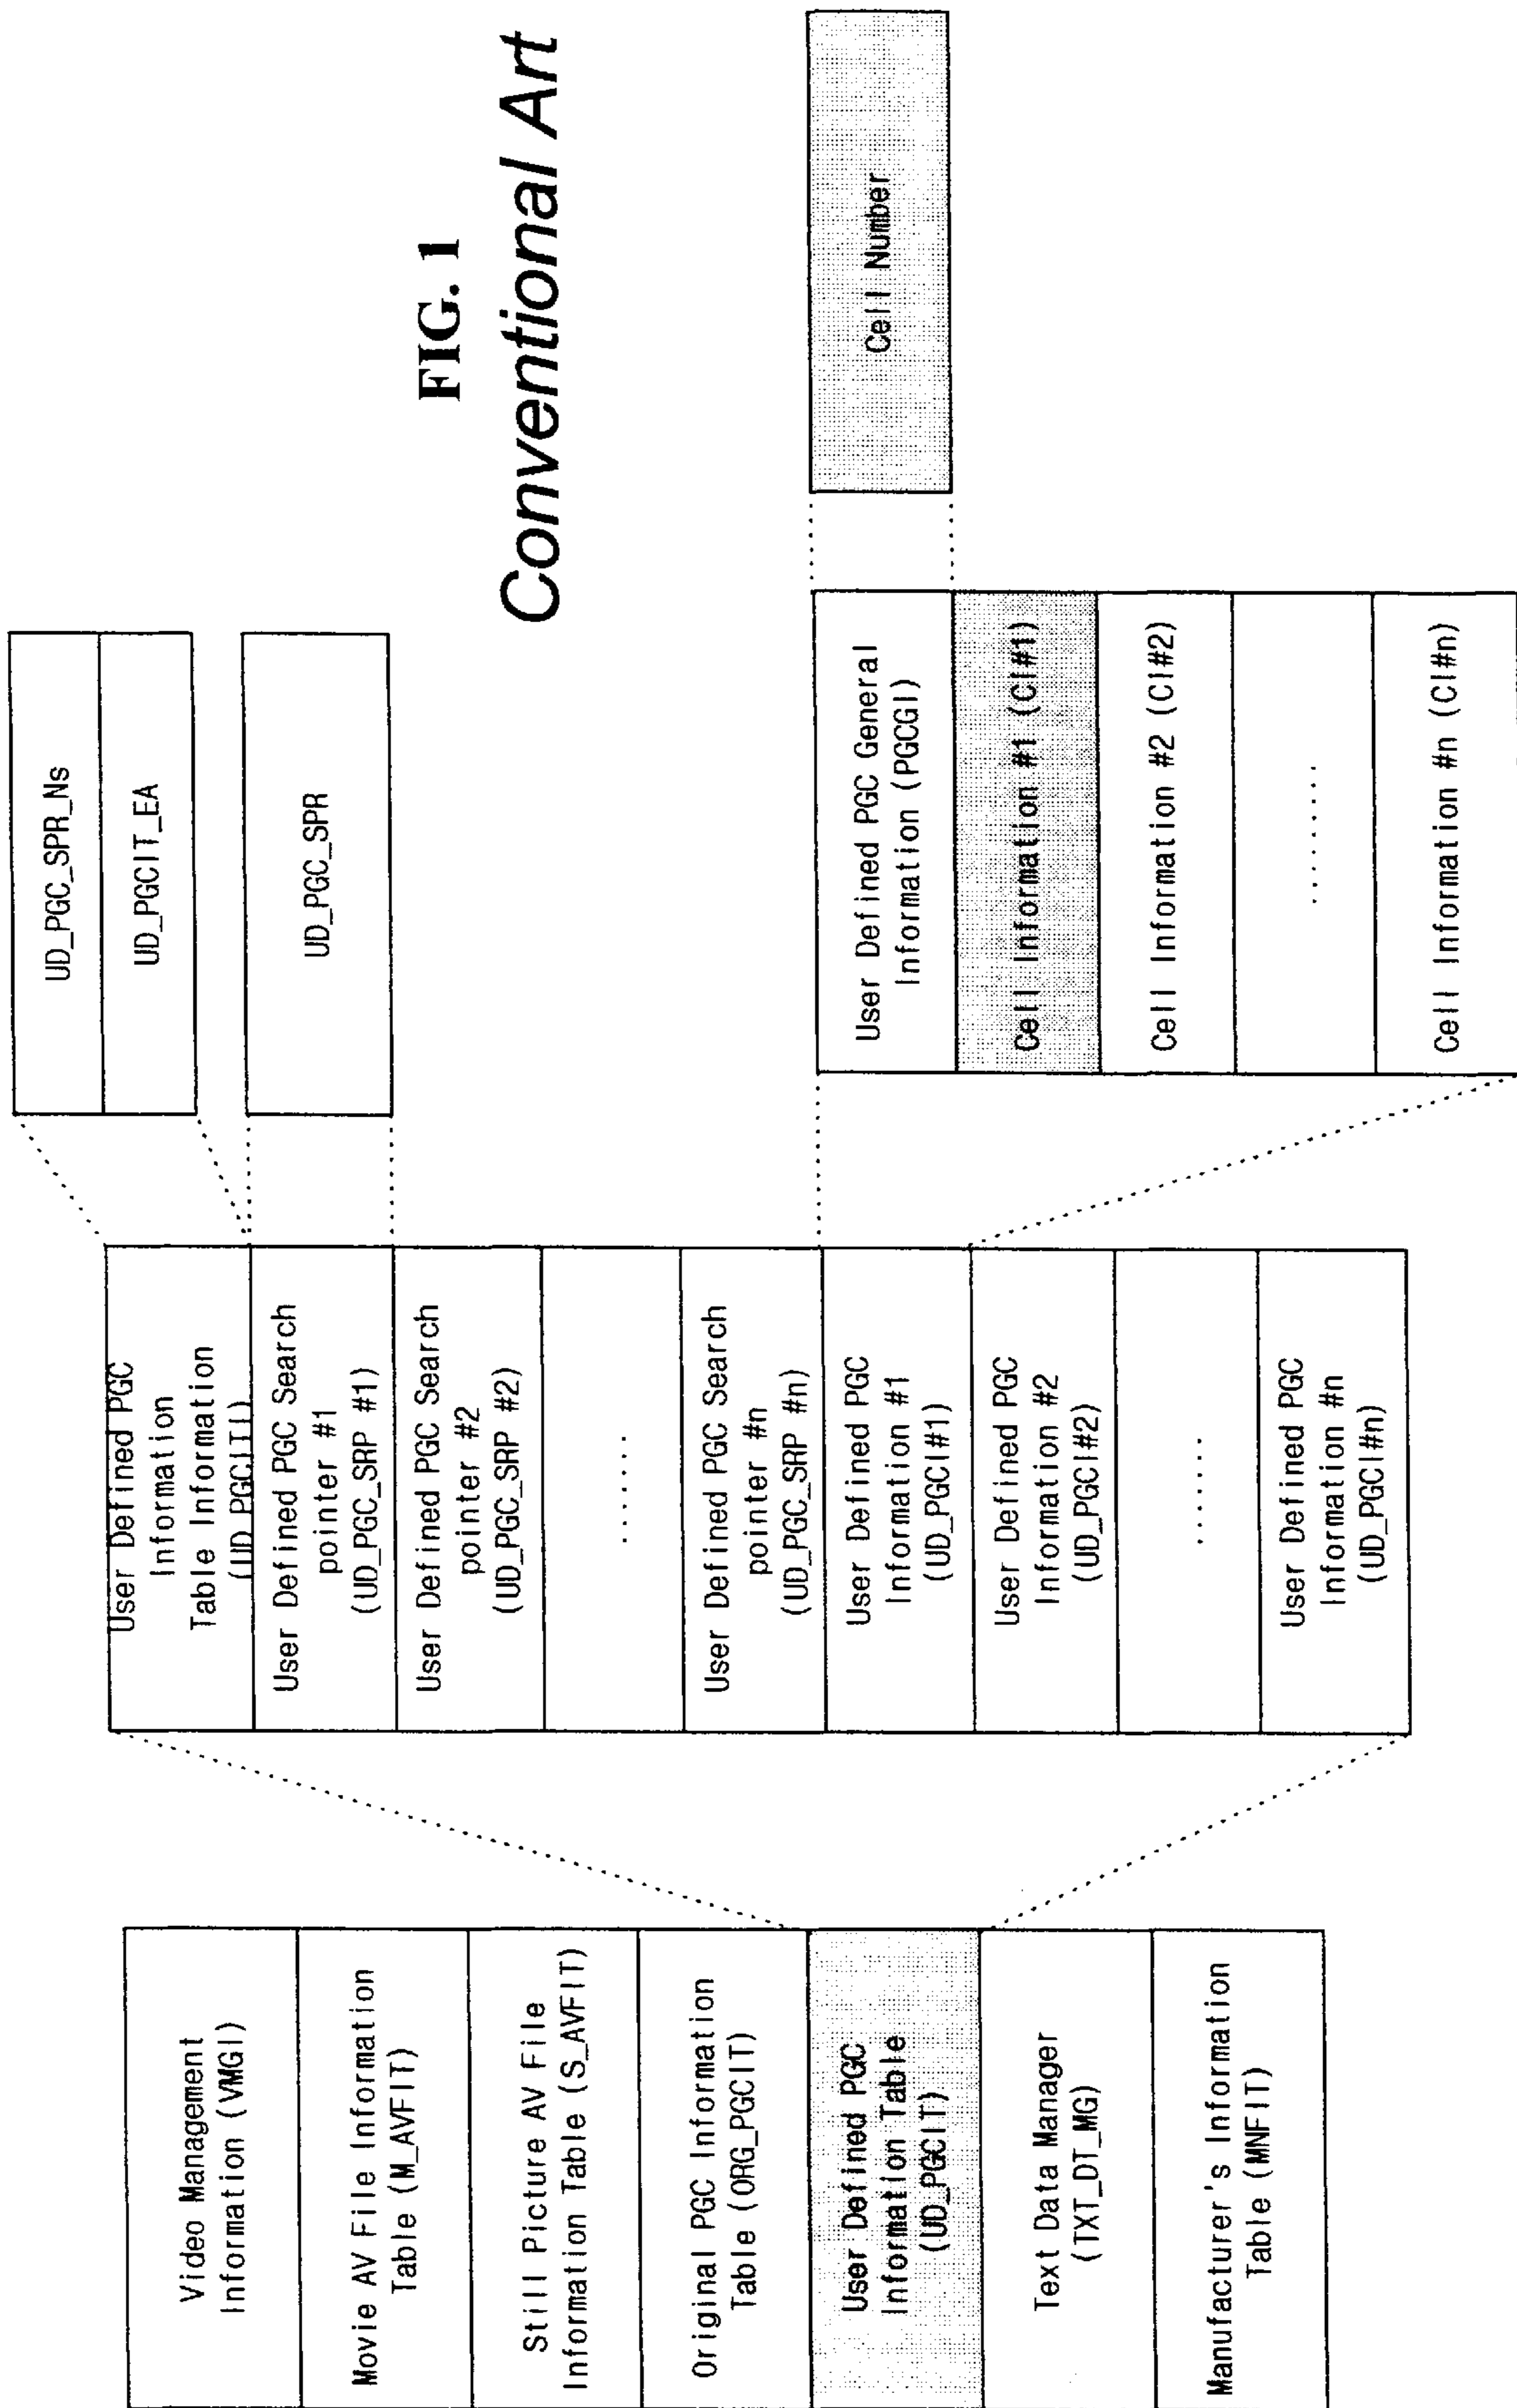 FIG. 1
Conventional Art
Video Management
Information (VMGI)
Movie AV File Information
Table (M_AVFIT)
Still Picture AV File
Information Table (S_AVFIT)
Original PGC Information
Table (ORG_PGCIT)
User Defined PGC
Information Table
(UD_PGCIT)
Text Data Manager
(TXT_DT_MG)
Manufacturer's Information
Table (MNFIT)
User Defined PGC
Information
Table Information
(UD_PGCITI)
User Defined PGC Search
pointer #1
(UD_PGC_SRP #1)
User Defined PGC Search
pointer #2
(UD_PGC_SRP #2)
.......
User Defined PGC Search
pointer #n
(UD_PGC_SRP #n)
User Defined PGC
Information #1
(UD_PGCI#1)
User Defined PGC
Information #2
(UD_PGCI#2)
.......
User Defined PGC
Information #n
(UD_PGCI#n)
UD_PGC_SPR_Ns
UD_PGCIT_EA
UD_PGC_SPR
User Defined PGC General
Information (PGCGI)
Cell Information #1 (CI#1)
Cell Information #2 (CI#2)
........
Cell Information #n (CI#n)
Cell Number